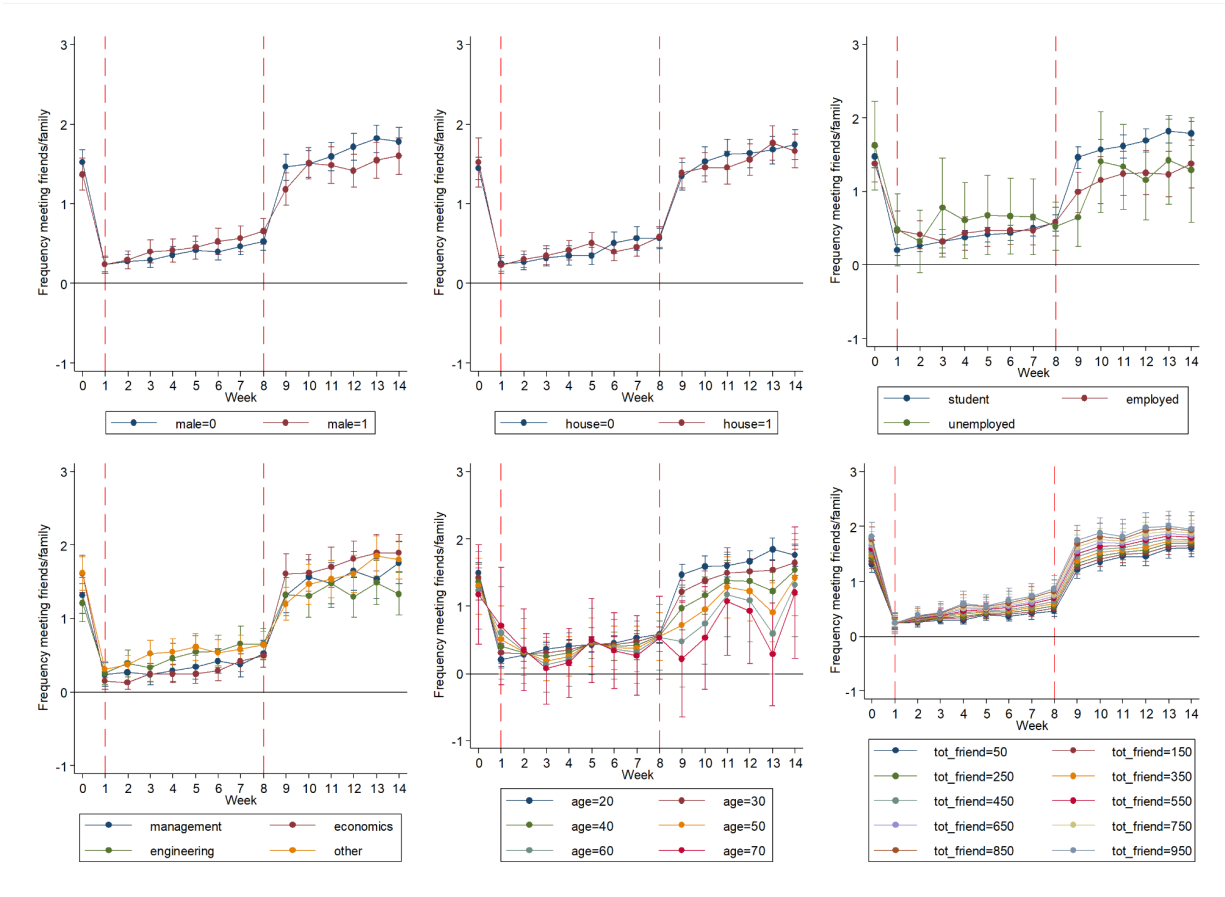 Frequency meeting friends/family
3
2
1
0
-1
0 1 2 3 4 5 6 7 8 9 10 11 12 13 14
Week
male=0 male=1
Frequency meeting friends/family
3
2
1
0
-1
0 1 2 3 4 5 6 7 8 9 10 11 12 13 14
Week
house=0 house=1
Frequency meeting friends/family
3
2
1
0
-1
0 1 2 3 4 5 6 7 8 9 10 11 12 13 14
Week
student employed
unemployed
Frequency meeting friends/family
3
2
1
0
-1
0 1 2 3 4 5 6 7 8 9 10 11 12 13 14
Week
management economics
engineering other
Frequency meeting friends/family
3
2
1
0
-1
0 1 2 3 4 5 6 7 8 9 10 11 12 13 14
Week
age=20 age=30
age=40 age=50
age=60 age=70
Frequency meeting friends/family
3
2
1
0
-1
0 1 2 3 4 5 6 7 8 9 10 11 12 13 14
Week
tot_friend=50 tot_friend=150
tot_friend=250 tot_friend=350
tot_friend=450 tot_friend=550
tot_friend=650 tot_friend=750
tot_friend=850 tot_friend=950